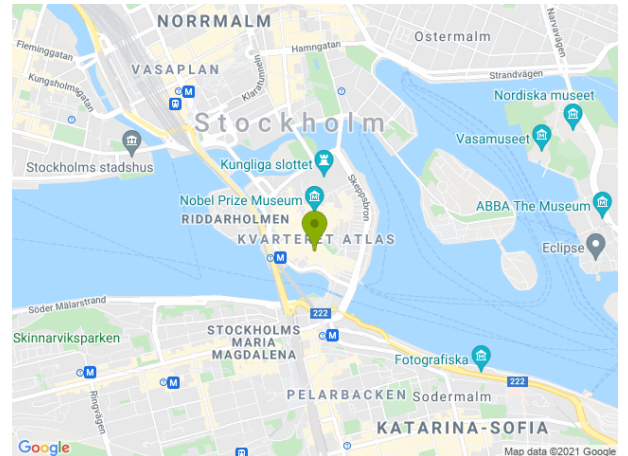 NORRMALM
Östermalm
Narvavägen
Fleminggatan
Hamngatan
VASAPLAN
M
Strandvägen
Kungsholmsgatan
Klaratunneln
Nordiska museet
M
Stockholm
Vasamuseet
Stockholms stadshus
Kungliga slottet
Skeppsbron
Nobel Prize Museum
ABBA The Museum
RIDDARHOLMEN
KVARTERET ATLAS
Eclipse
M
Söder Mälarstrand
222
Skinnarviksparken
STOCKHOLMS
MARIA
MAGDALENA
M
M
Fotografiska
222
Ringvägen
PELARBACKEN
Södermalm
KATARINA-SOFIA
M
Google
Map data ©2021 Google